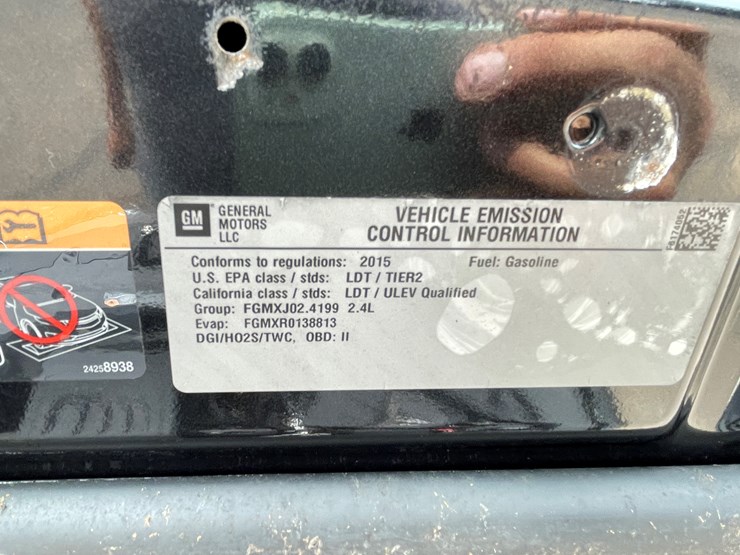 GM
GENERAL
MOTORS
LLC
VEHICLE EMISSION
CONTROL INFORMATION
Conforms to regulations: 2015 Fuel: Gasoline
U.S. EPA class / stds: LDT / TIER2
California class / stds: LDT / ULEV Qualified
Group: FGMXJ02.4199 2.4L
Evap: FGMXR0138813
DGI/HO2S/TWC, OBD: II
24258938